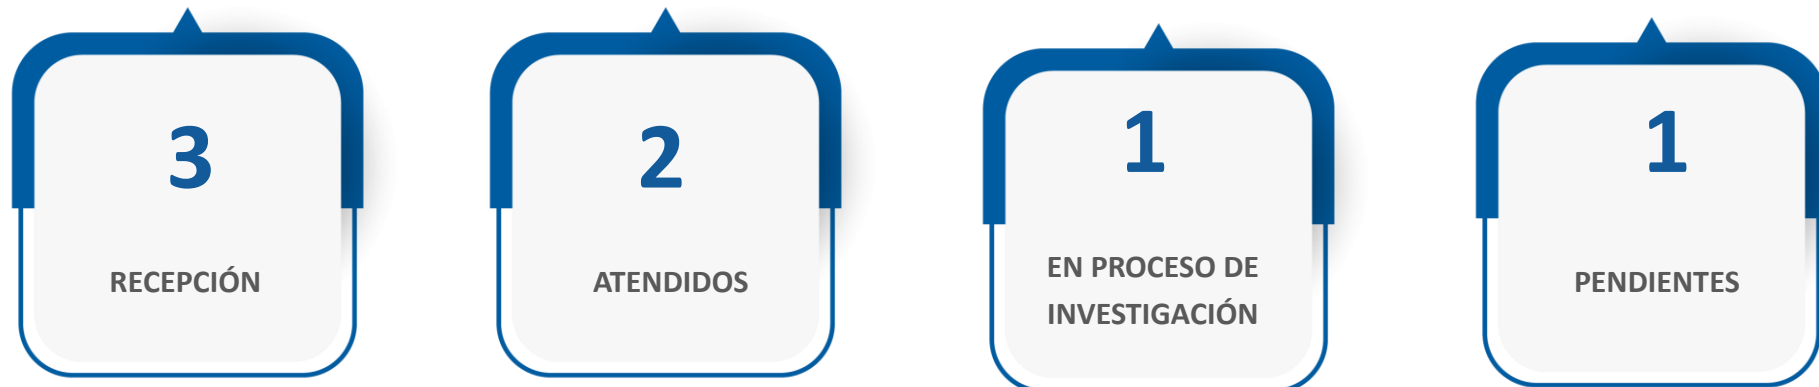 3
RECEPCIÓN
2
ATENDIDOS
1
EN PROCESO DE
INVESTIGACIÓN
1
PENDIENTES